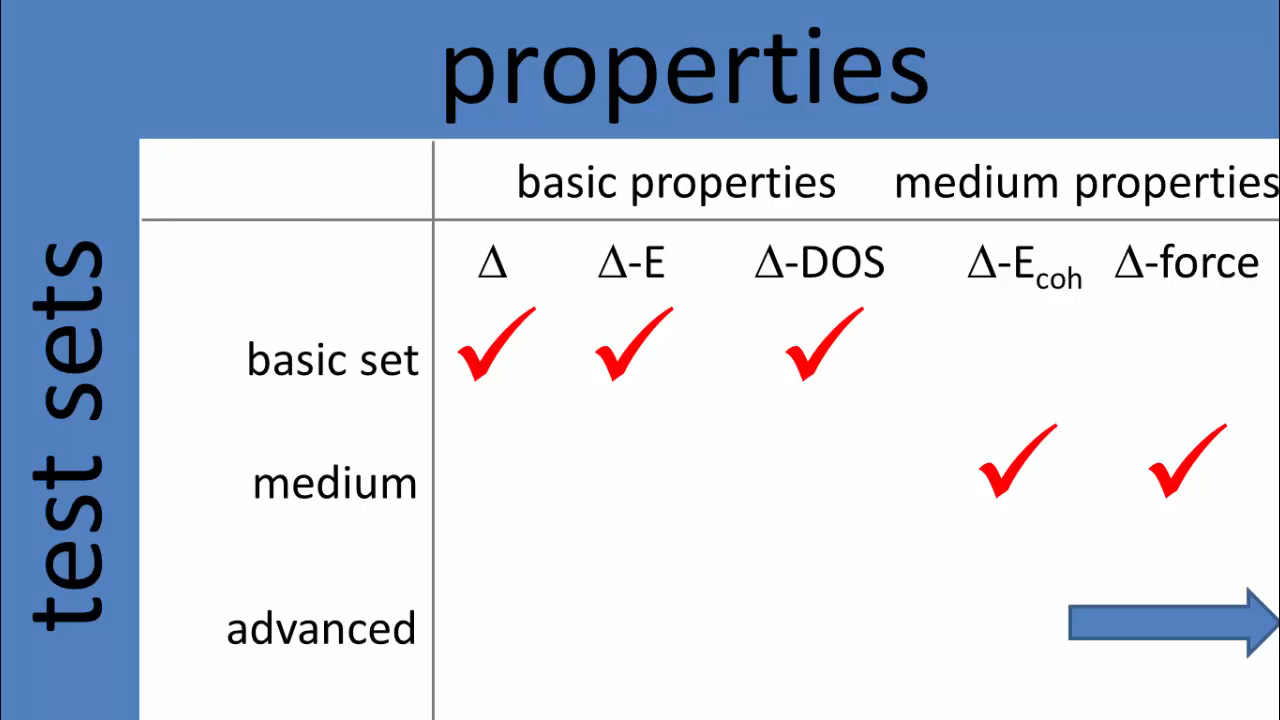 properties
test sets
basic properties medium properties
Δ Δ-E Δ-DOS Δ-Ecoh Δ-force
basic set
medium
advanced